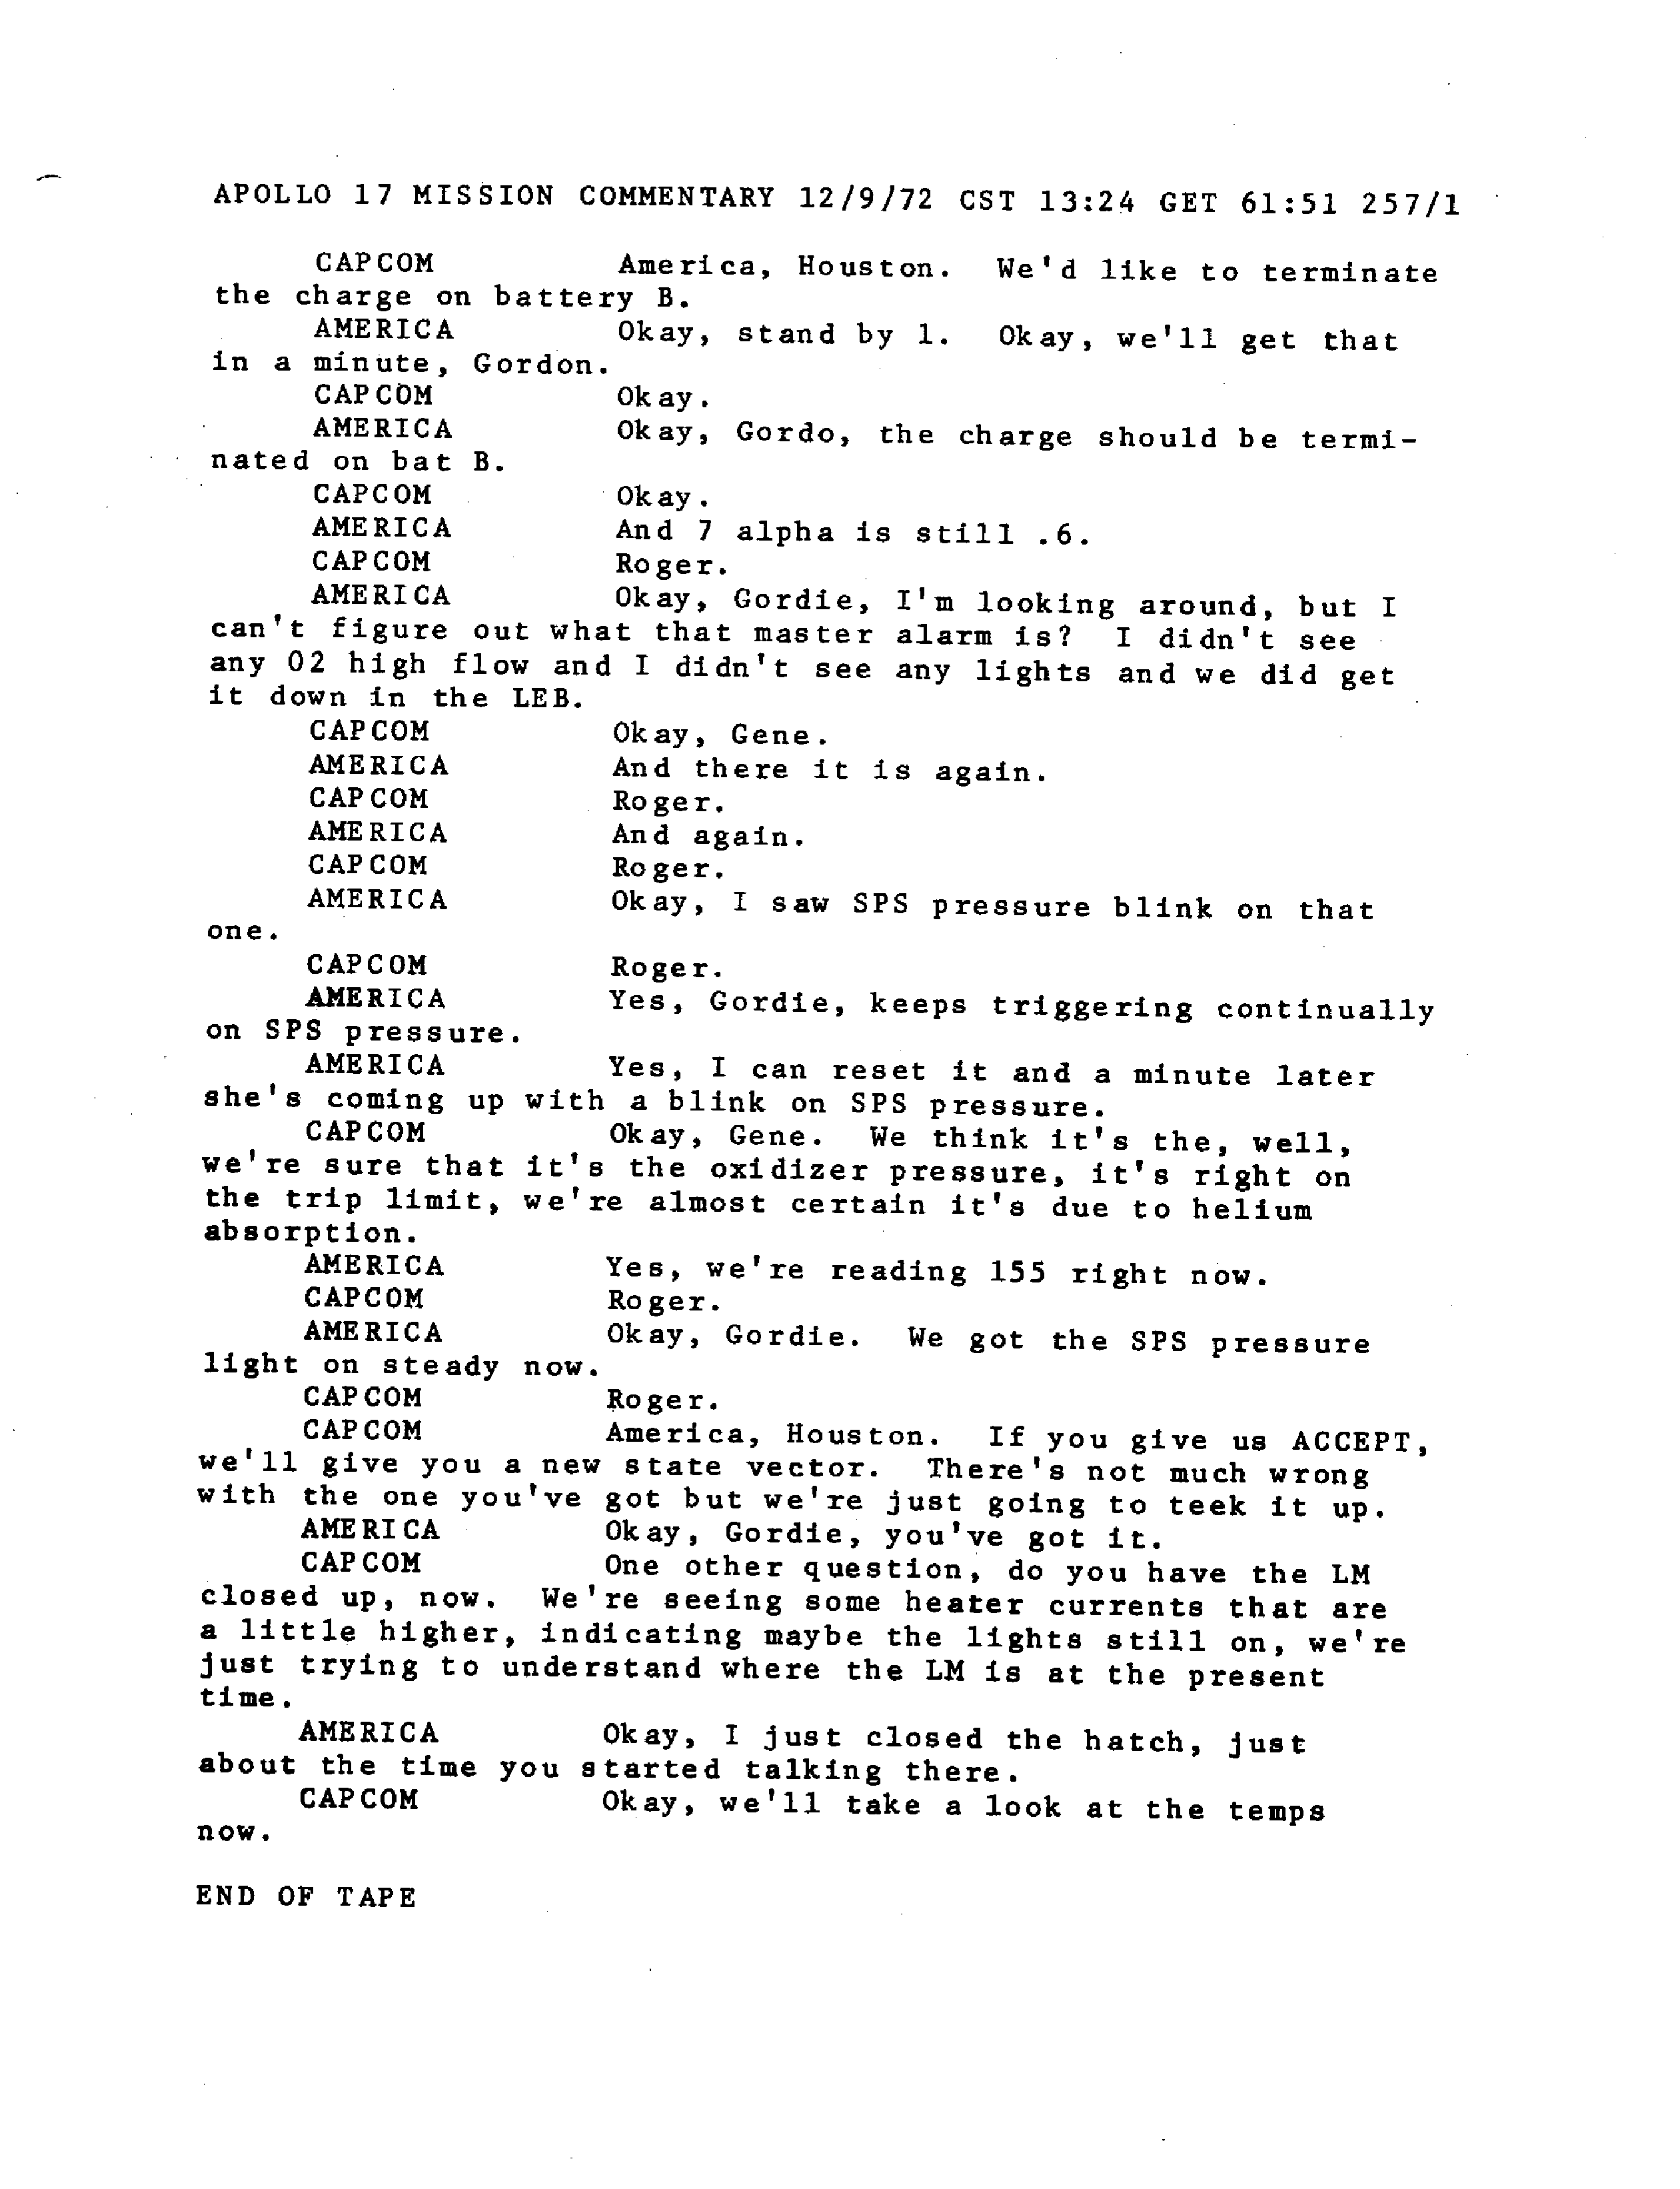 APOLLO 17 MISSION COMMENTARY 12/9/72 CST 13:24 GET 61:51 257/1
CAPCOM America, Houston. We'd like to terminate
the charge on battery B.
AMERICA Okay, stand by 1. Okay, we'll get that
in a minute, Gordon.
CAPCOM Okay.
AMERICA Okay, Gordo, the charge should be termi-
nated on bat B.
CAPCOM Okay.
AMERICA And 7 alpha is still .6.
CAPCOM Roger.
AMERICA Okay, Gordie, I'm looking around, but I
can't figure out what that master alarm is? I didn't see
any 02 high flow and I didn't see any lights and we did get
it down in the LEB.
CAPCOM Okay, Gene.
AMERICA And there it is again.
CAPCOM Roger.
AMERICA And again.
CAPCOM Roger.
AMERICA Okay, I saw SPS pressure blink on that
one.
CAPCOM Roger.
AMERICA Yes, Gordie, keeps triggering continually
on SPS pressure.
AMERICA Yes, I can reset it and a minute later
she's coming up with a blink on SPS pressure.
CAPCOM Okay, Gene. We think it's the, well,
we're sure that it's the oxidizer pressure, it's right on
the trip limit, we're almost certain it's due to helium
absorption.
AMERICA Yes, we're reading 155 right now.
CAPCOM Roger.
AMERICA Okay, Gordie. We got the SPS pressure
light on steady now.
CAPCOM Roger.
CAPCOM America, Houston. If you give us ACCEPT,
we'll give you a new state vector. There's not much wrong
with the one you've got but we're just going to teek it up.
AMERICA Okay, Gordie, you've got it.
CAPCOM One other question, do you have the LM
closed up, now. We're seeing some heater currents that are
a little higher, indicating maybe the lights still on, we're
just trying to understand where the LM is at the present
time.
AMERICA Okay, I just closed the hatch, just
about the time you started talking there.
CAPCOM Okay, we'll take a look at the temps
now.
END OF TAPE